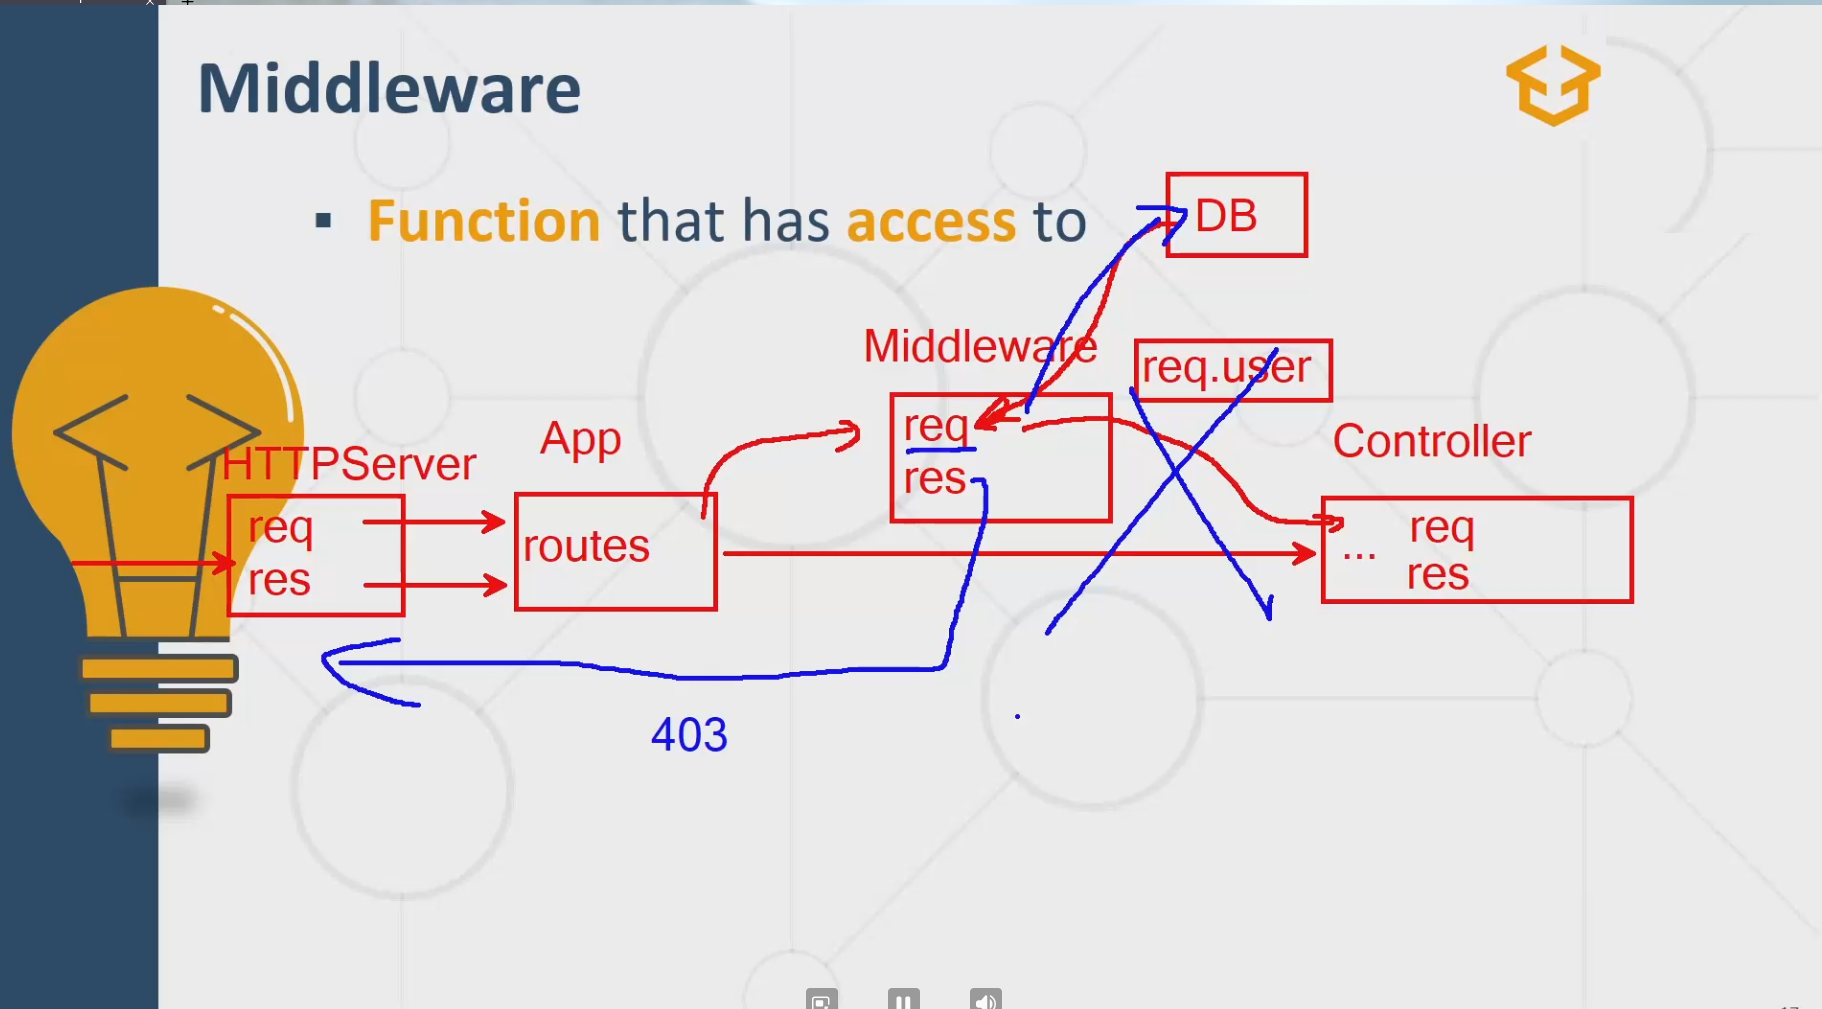 Middleware
▪ Function that has access to
DB
Middleware
req.user
req
res
App
Controller
HTTPServer
req
res
routes
... req
res
403